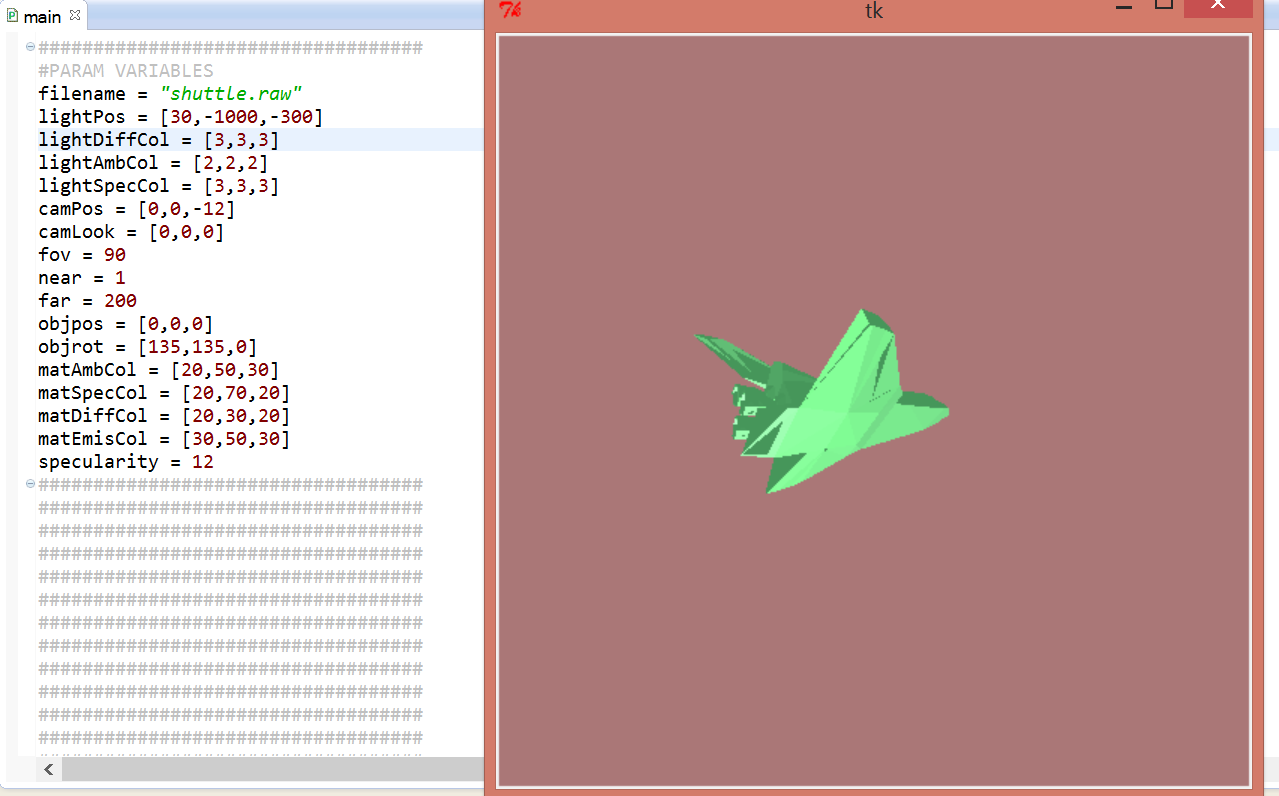 main
tk
###################################
#PARAM VARIABLES
filename = "shuttle.raw"
lightPos = [30,-1000,-300]
lightDiffCol = [3,3,3]
lightAmbCol = [2,2,2]
lightSpecCol = [3,3,3]
camPos = [0,0,-12]
camLook = [0,0,0]
fov = 90
near = 1
far = 200
objpos = [0,0,0]
objrot = [135,135,0]
matAmbCol = [20,50,30]
matSpecCol = [20,70,20]
matDiffCol = [20,30,20]
matEmisCol = [30,50,30]
specularity = 12
###################################
###################################
###################################
###################################
###################################
###################################
###################################
###################################
###################################
###################################
###################################
###################################